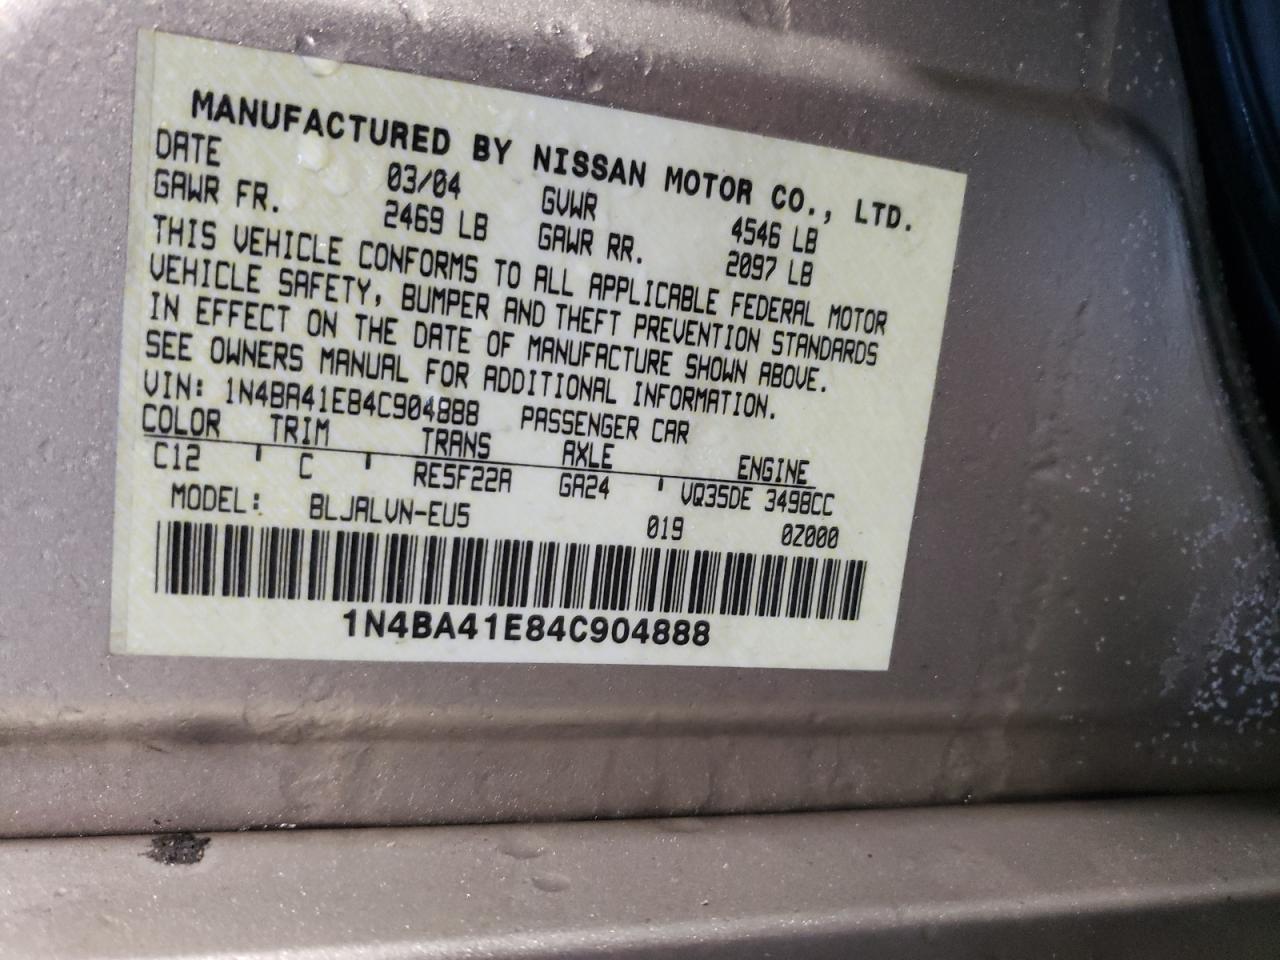 MANUFACTURED BY NISSAN MOTOR CO., LTD.
DATE 03/04 GVWR 4546 LB
GAWR FR. 2469 LB GAWR RR. 2097 LB
THIS VEHICLE CONFORMS TO ALL APPLICABLE FEDERAL MOTOR
VEHICLE SAFETY, BUMPER AND THEFT PREVENTION STANDARDS
IN EFFECT ON THE DATE OF MANUFACTURE SHOWN ABOVE.
SEE OWNERS MANUAL FOR ADDITIONAL INFORMATION.
VIN: 1N4BA41E84C904888 PASSENGER CAR
COLOR TRIM TRANS AXLE ENGINE
C12 C RE5F22A GA24 VQ35DE 3498CC
MODEL: BLJALVN-EU5 019 0Z000
1N4BA41E84C904888